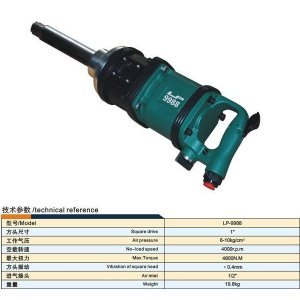 LP
9988
技术参数 /technical reference
型号/Model LP-9988
方头尺寸 Square drive 1"
工作气压 Air pressure 6-10kg/cm²
空载转速 No-load speed 4000r.p.m
最大扭力 Max.Torque 4800N.M
方头振动 Vibration of square head <0.4mm
进气接头 Air inlet 1/2"
重量 Weight 19.8kg